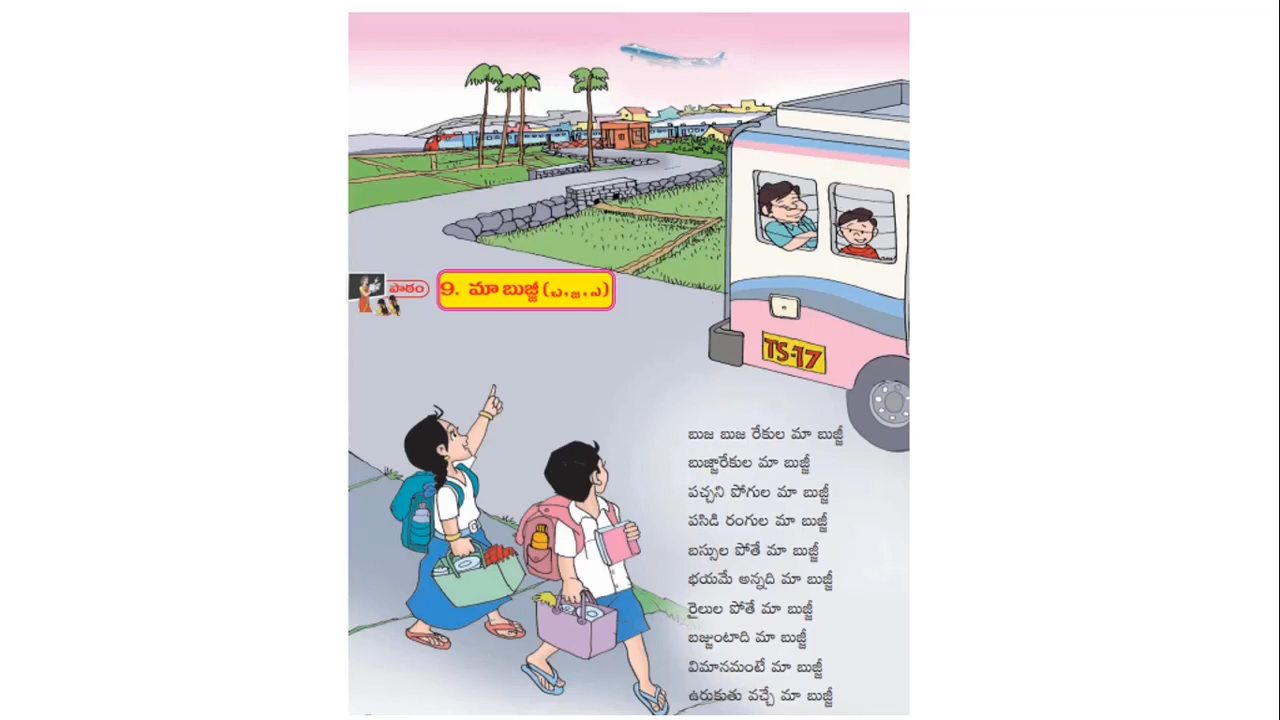 పాఠం
9. మా బుజ్జీ (చ, జ, ఎ)
TS-17
బుజ బుజ రేకుల మా బుజ్జీ
బుజ్జారేకుల మా బుజ్జీ
పచ్చని పోగుల మా బుజ్జీ
పసిడి రంగుల మా బుజ్జీ
బస్సుల పోతే మా బుజ్జీ
భయమే అన్నది మా బుజ్జీ
రైలుల పోతే మా బుజ్జీ
బజ్జుంటాది మా బుజ్జీ
విమానమంటే మా బుజ్జీ
ఉరుకుతు వచ్చే మా బుజ్జీ